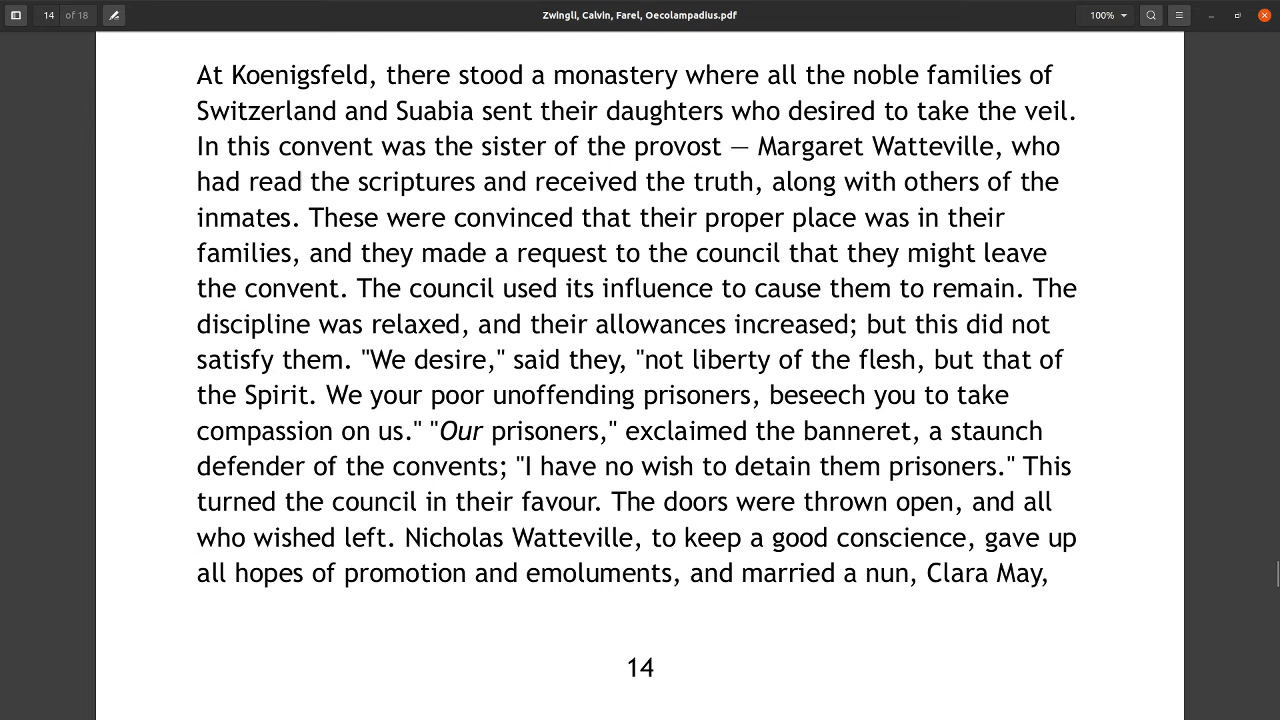 14 of 18
Zwingli, Calvin, Farel, Oecolampadius.pdf
100%
At Koenigsfeld, there stood a monastery where all the noble families of
Switzerland and Suabia sent their daughters who desired to take the veil.
In this convent was the sister of the provost — Margaret Watteville, who
had read the scriptures and received the truth, along with others of the
inmates. These were convinced that their proper place was in their
families, and they made a request to the council that they might leave
the convent. The council used its influence to cause them to remain. The
discipline was relaxed, and their allowances increased; but this did not
satisfy them. "We desire," said they, "not liberty of the flesh, but that of
the Spirit. We your poor unoffending prisoners, beseech you to take
compassion on us." "Our prisoners," exclaimed the banneret, a staunch
defender of the convents; "I have no wish to detain them prisoners." This
turned the council in their favour. The doors were thrown open, and all
who wished left. Nicholas Watteville, to keep a good conscience, gave up
all hopes of promotion and emoluments, and married a nun, Clara May,
14